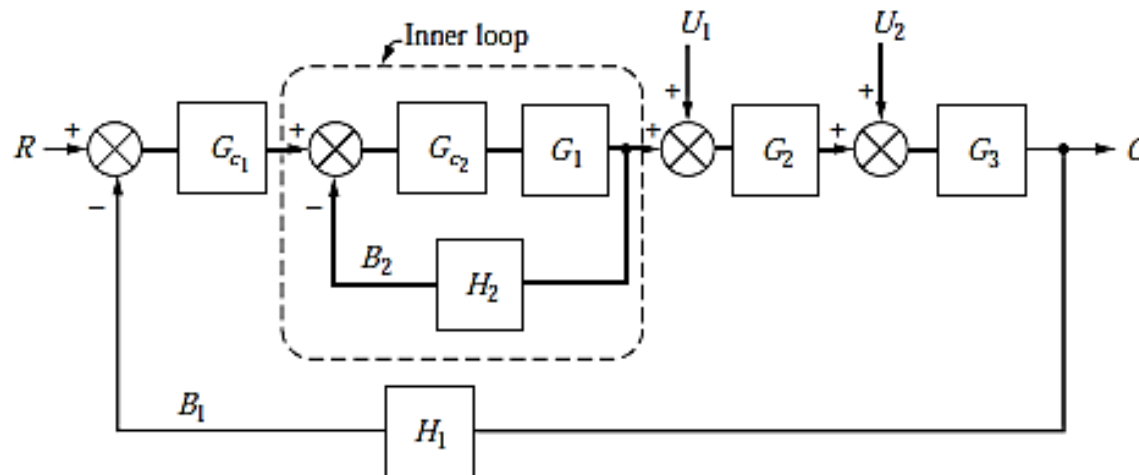 Inner loop
U1
U2
+
+
R
+
Gc1
+
Gc2
G1
+
G2
+
G3
C
−
−
B2
H2
B1
H1